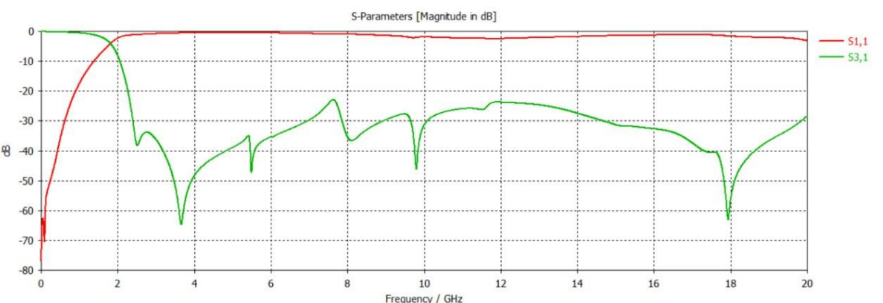 S-Parameters [Magnitude in dB]
0
-10
-20
-30
-40
-50
-60
-70
-80
dB
0 2 4 6 8 10 12 14 16 18 20
Frequency / GHz
S1,1
S3,1